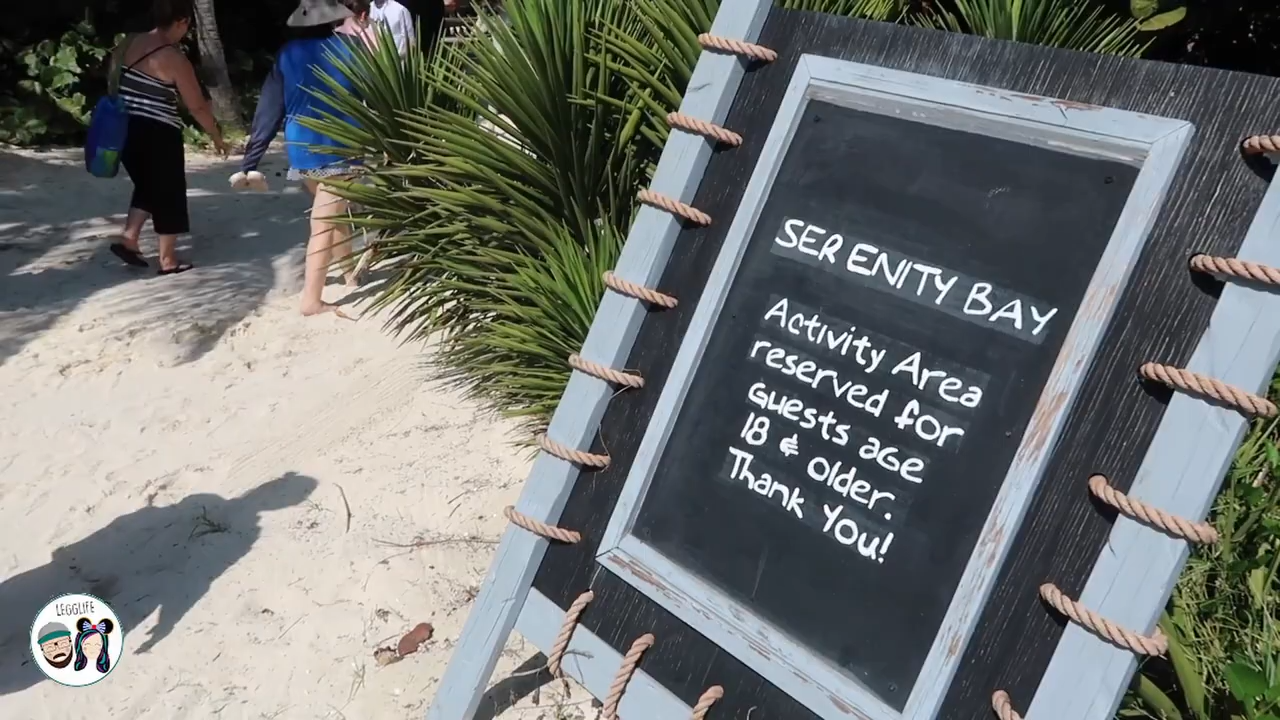 SERENITY BAY
Activity Area
reserved for
Guests age
18 & older.
Thank You!
LEGGLIFE